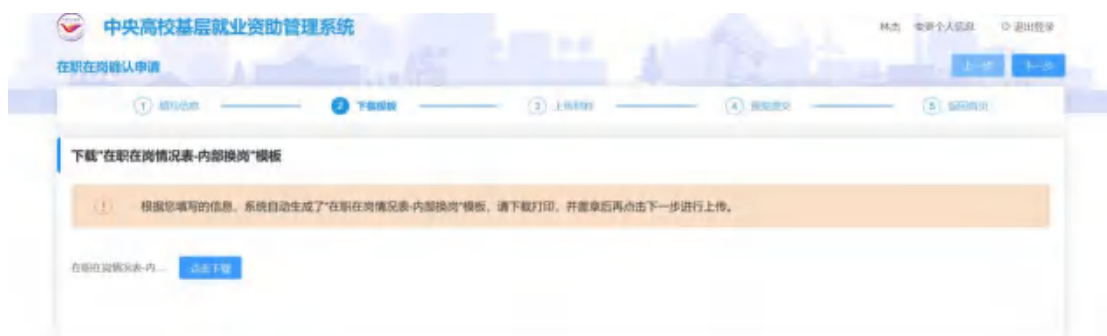 中央高校基层就业资助管理系统
林杰 变更个人信息 退出登录
在职在岗确认申请
上一步 下一步
1 填写信息 2 下载模板 3 上传材料 4 预览提交 5 返回首页
下载"在职在岗情况表-内部换岗"模板
根据您填写的信息，系统自动生成了"在职在岗情况表-内部换岗"模板，请下载打印，并盖章后再点击下一步进行上传。
在职在岗情况表-内... 点击下载